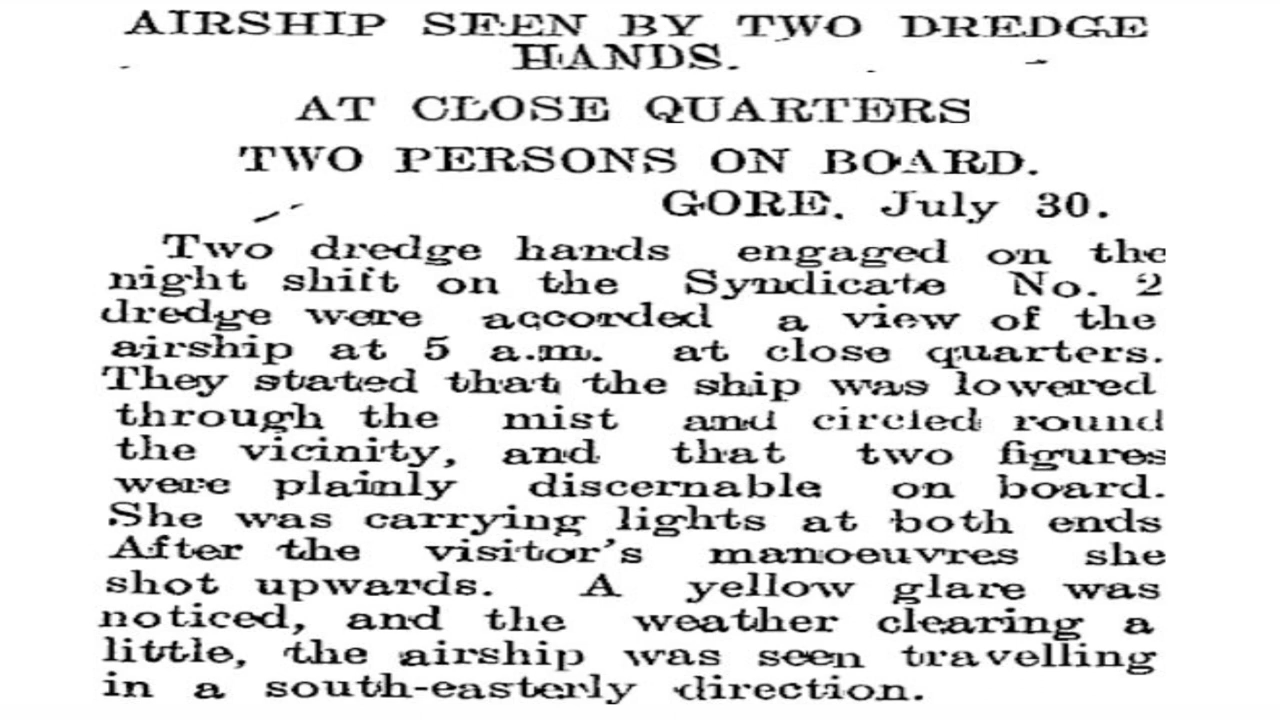 AIRSHIP SEEN BY TWO DREDGE
HANDS.
AT CLOSE QUARTERS
TWO PERSONS ON BOARD.
GORE, July 30.
Two dredge hands engaged on the
night shift on the Syndicate No. 2
dredge were accorded a view of the
airship at 5 a.m. at close quarters.
They stated that the ship was lowered
through the mist and circled round
the vicinity, and that two figures
were plainly discernable on board.
She was carrying lights at both ends
After the visitor's manoeuvres she
shot upwards. A yellow glare was
noticed, and the weather clearing a
little, the airship was seen travelling
in a south-easterly direction.